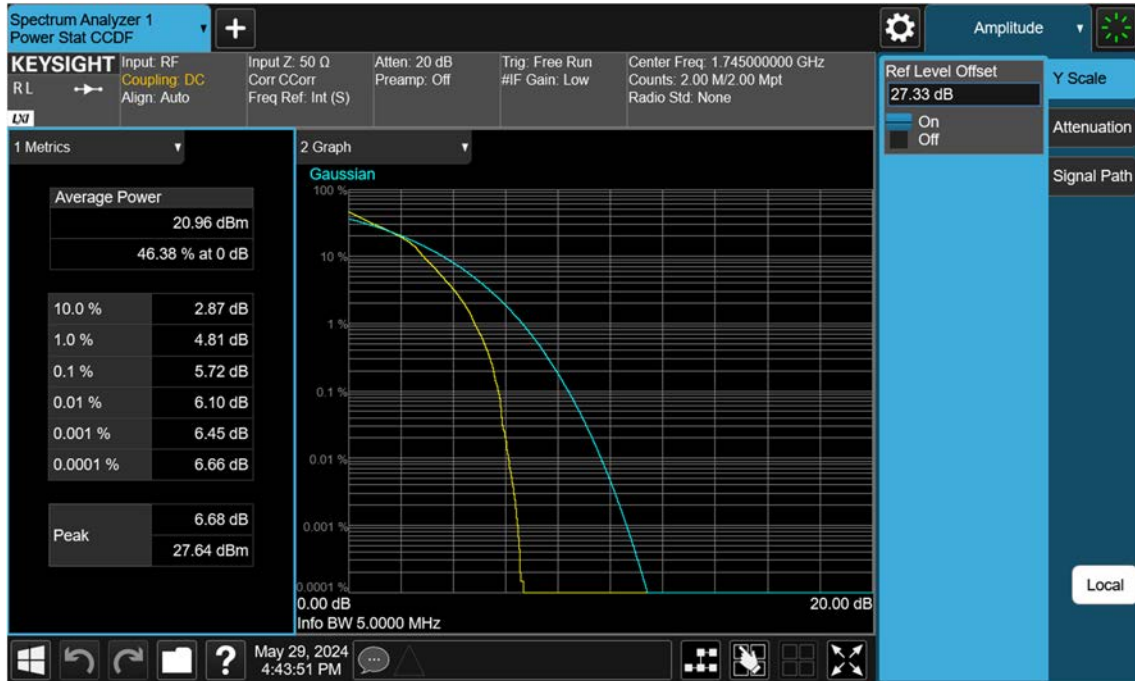 Spectrum Analyzer 1
Power Stat CCDF
Amplitude
KEYSIGHT
R L
LXI
Input: RF
Coupling: DC
Align: Auto
Input Z: 50 Ω
Corr CCorr
Freq Ref: Int (S)
Atten: 20 dB
Preamp: Off
Trig: Free Run
#IF Gain: Low
Center Freq: 1.745000000 GHz
Counts: 2.00 M/2.00 Mpt
Radio Std: None
Ref Level Offset
27.33 dB
On
Off
Y Scale
Attenuation
Signal Path
1 Metrics
Average Power
20.96 dBm
46.38 % at 0 dB
10.0 % 2.87 dB
1.0 % 4.81 dB
0.1 % 5.72 dB
0.01 % 6.10 dB
0.001 % 6.45 dB
0.0001 % 6.66 dB
Peak
6.68 dB
27.64 dBm
2 Graph
Gaussian
100 %
10 %
1 %
0.1 %
0.01 %
0.001 %
0.0001 %
0.00 dB 20.00 dB
Info BW 5.0000 MHz
Local
?
May 29, 2024
4:43:51 PM